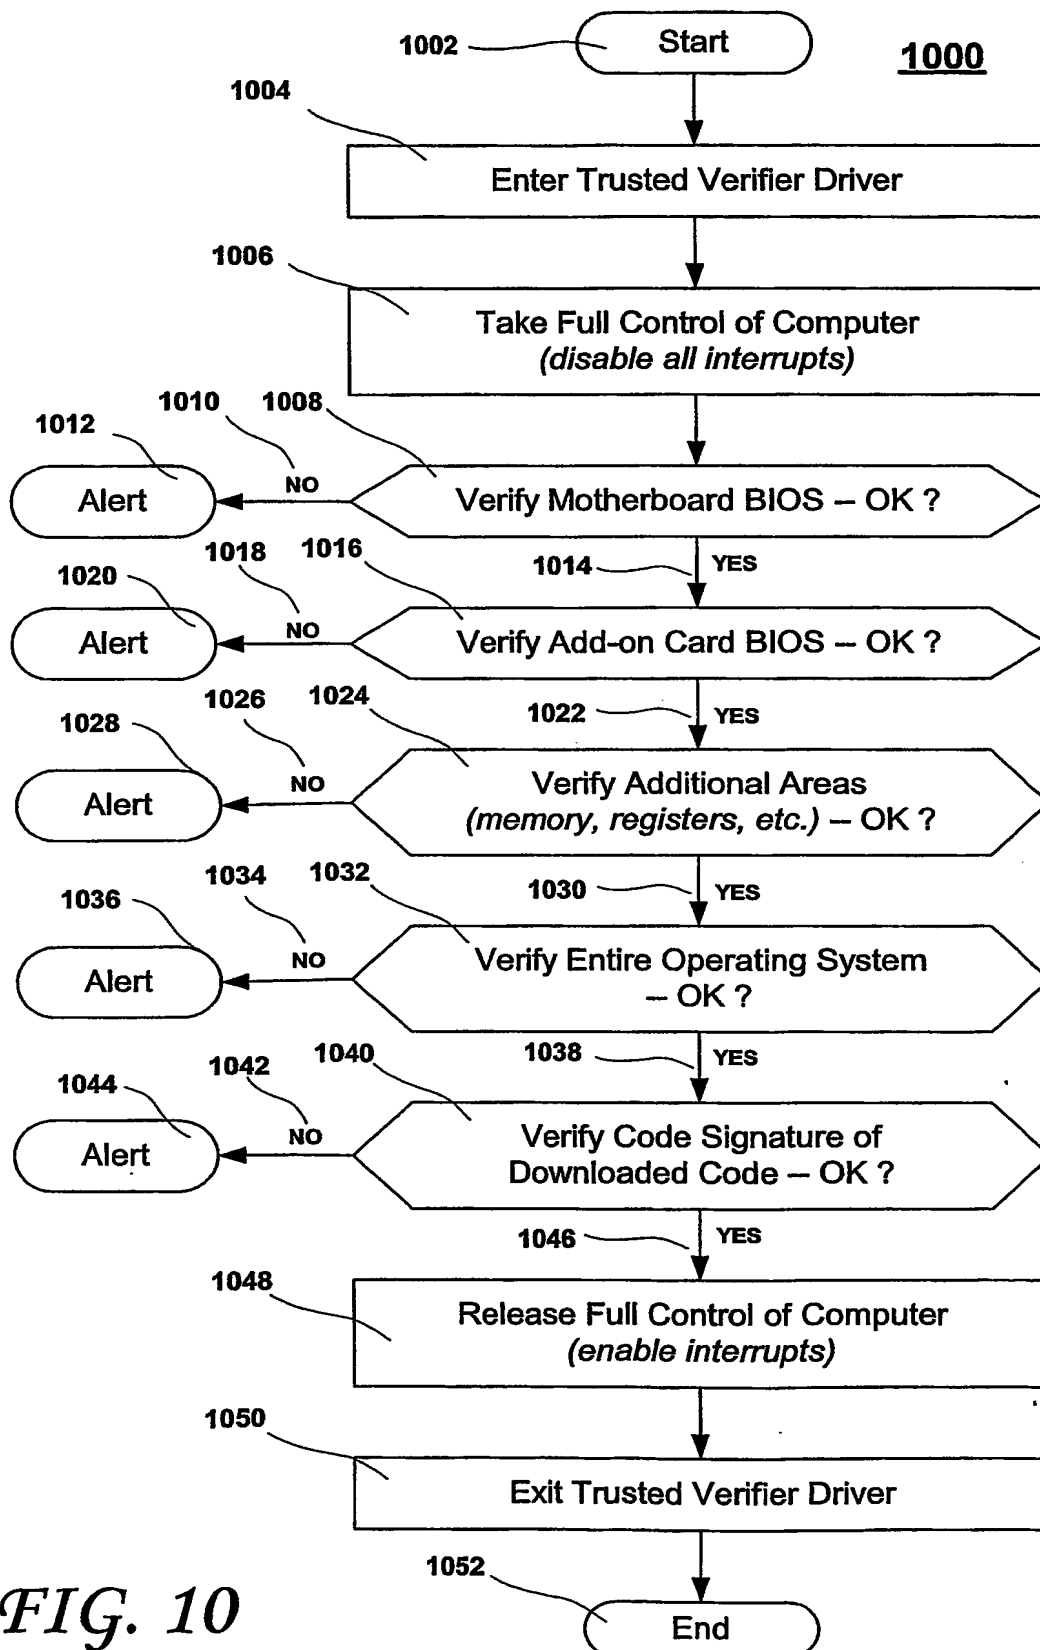 1002
Start
1000
1004
Enter Trusted Verifier Driver
1006
Take Full Control of Computer
(disable all interrupts)
1012
1010
1008
Alert
NO
Verify Motherboard BIOS – OK ?
1014
YES
1020
1018
1016
Alert
NO
Verify Add-on Card BIOS – OK ?
1022
YES
1028
1026
1024
Alert
NO
Verify Additional Areas
(memory, registers, etc.) – OK ?
1030
YES
1036
1034
1032
Alert
NO
Verify Entire Operating System
– OK ?
1038
YES
1044
1042
1040
Alert
NO
Verify Code Signature of
Downloaded Code – OK ?
1046
YES
1048
Release Full Control of Computer
(enable interrupts)
1050
Exit Trusted Verifier Driver
1052
End
FIG. 10